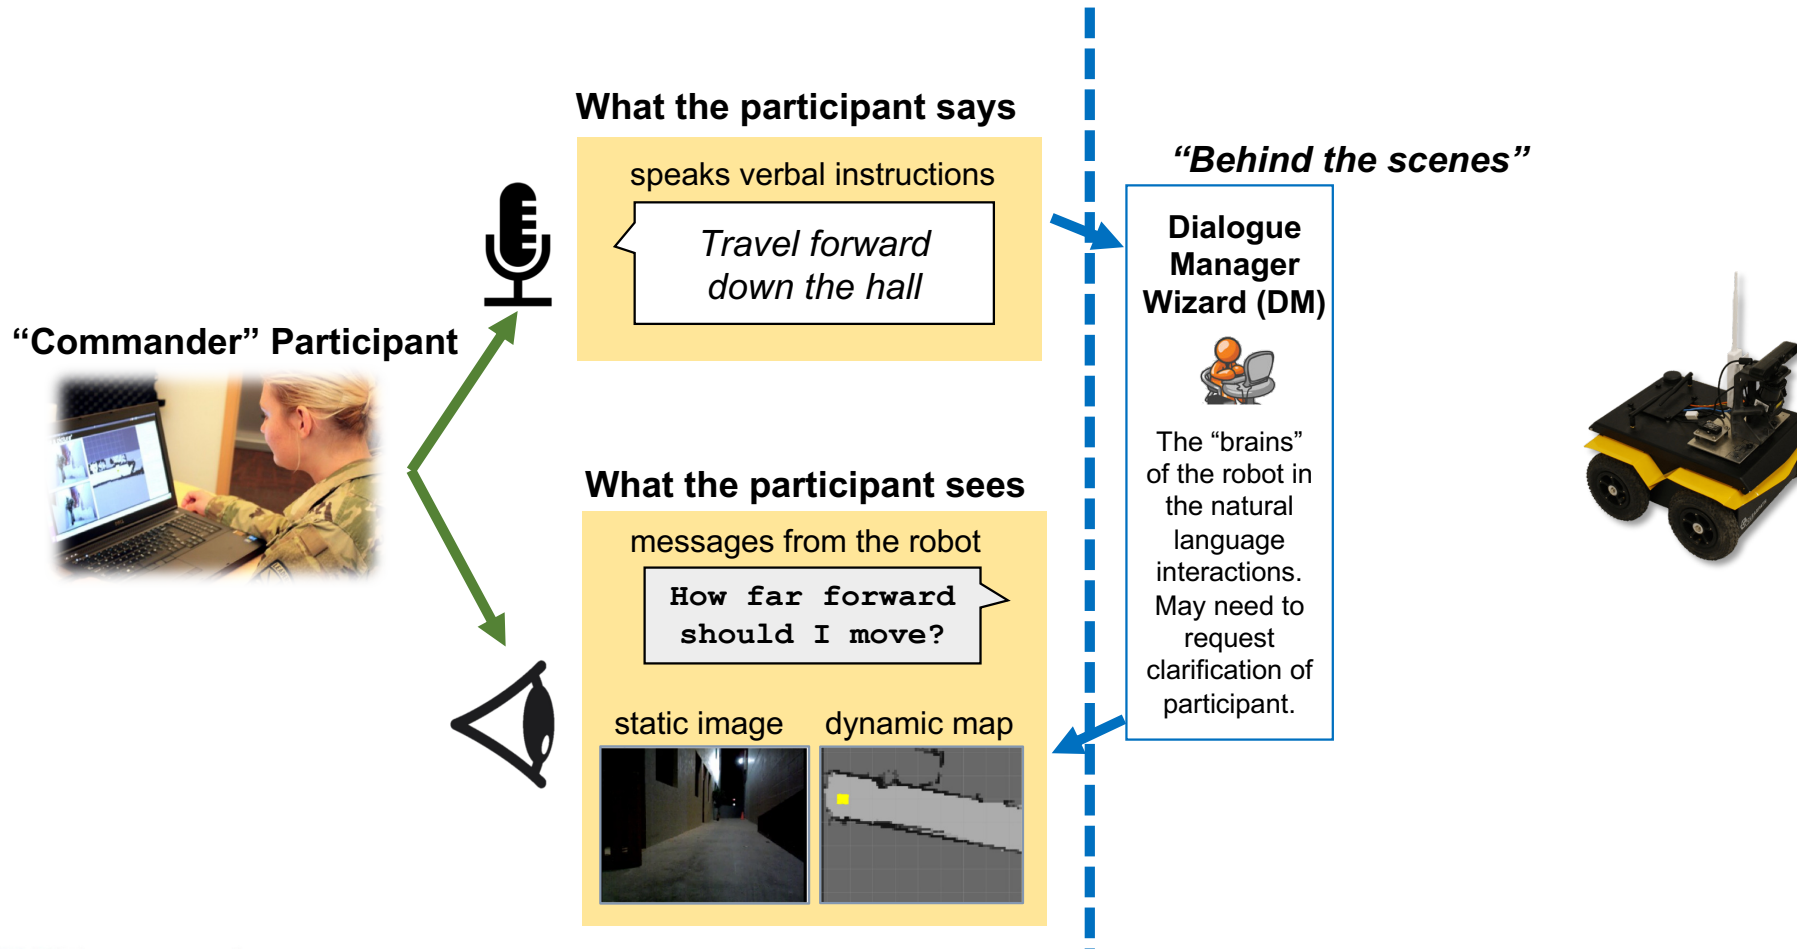 “Commander” Participant
What the participant says
speaks verbal instructions
Travel forward
down the hall
What the participant sees
messages from the robot
How far forward
should I move?
static image
dynamic map
“Behind the scenes”
Dialogue
Manager
Wizard (DM)
The “brains”
of the robot in
the natural
language
interactions.
May need to
request
clarification of
participant.